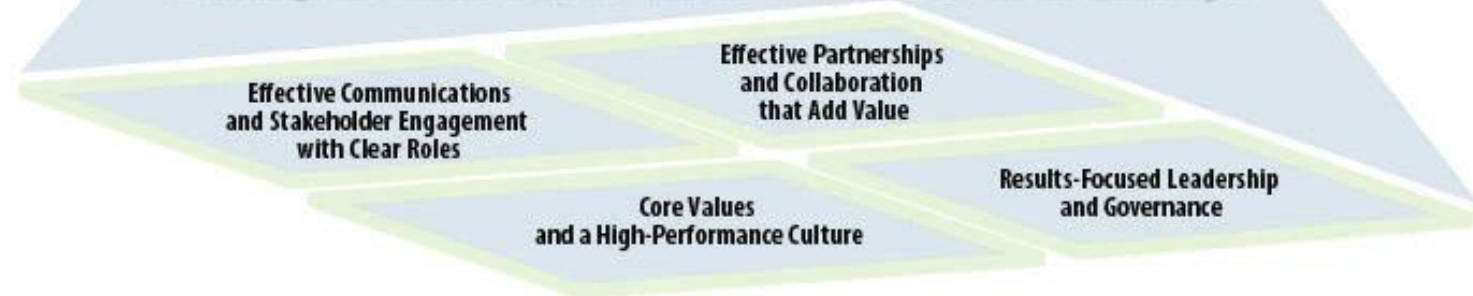 Effective Partnerships
and Collaboration
that Add Value
Effective Communications
and Stakeholder Engagement
with Clear Roles
Results-Focused Leadership
and Governance
Core Values
and a High-Performance Culture